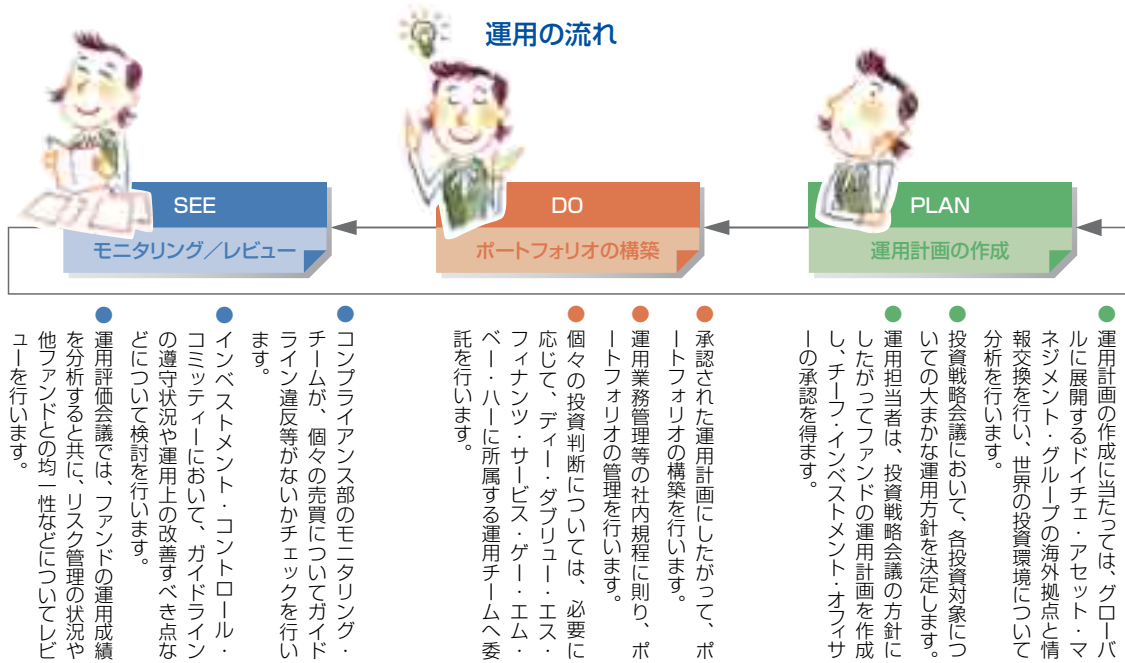 運用の流れ
PLAN
運用計画の作成
●運用計画の作成に当たっては、グローバ
ルに展開するドイチェ・アセット・マ
ネジメント・グループの海外拠点と情
報交換を行い、世界の投資環境について
分析を行います。
●投資戦略会議において、各投資対象につ
いての大まかな運用方針を決定します。
●運用担当者は、投資戦略会議の方針に
したがってファンドの運用計画を作成
し、チーフ・インベストメント・オフィサ
ーの承認を得ます。
DO
ポートフォリオの構築
●承認された運用計画にしたがって、ポ
ートフォリオの構築を行います。
●運用業務管理等の社内規程に則り、ポ
ートフォリオの管理を行います。
●個々の投資判断については、必要に
応じて、ディー・ダブリュー・エス・
フィナンツ・サービス・ゲー・エム・
ベー・ハーに所属する運用チームへ委
託を行います。
SEE
モニタリング／レビュー
●コンプライアンス部のモニタリング・
チームが、個々の売買についてガイド
ライン違反等がないかチェックを行い
ます。
●インベストメント・コントロール・
コミッティーにおいて、ガイドライン
の遵守状況や運用上の改善すべき点な
どについて検討を行います。
●運用評価会議では、ファンドの運用成績
を分析すると共に、リスク管理の状況や
他ファンドとの均一性などについてレビ
ューを行います。